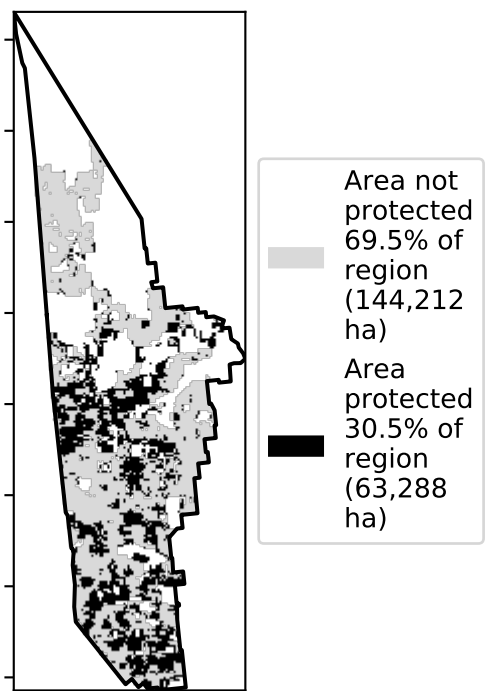 Area not
protected
69.5% of
region
(144,212
ha)
Area
protected
30.5% of
region
(63,288
ha)